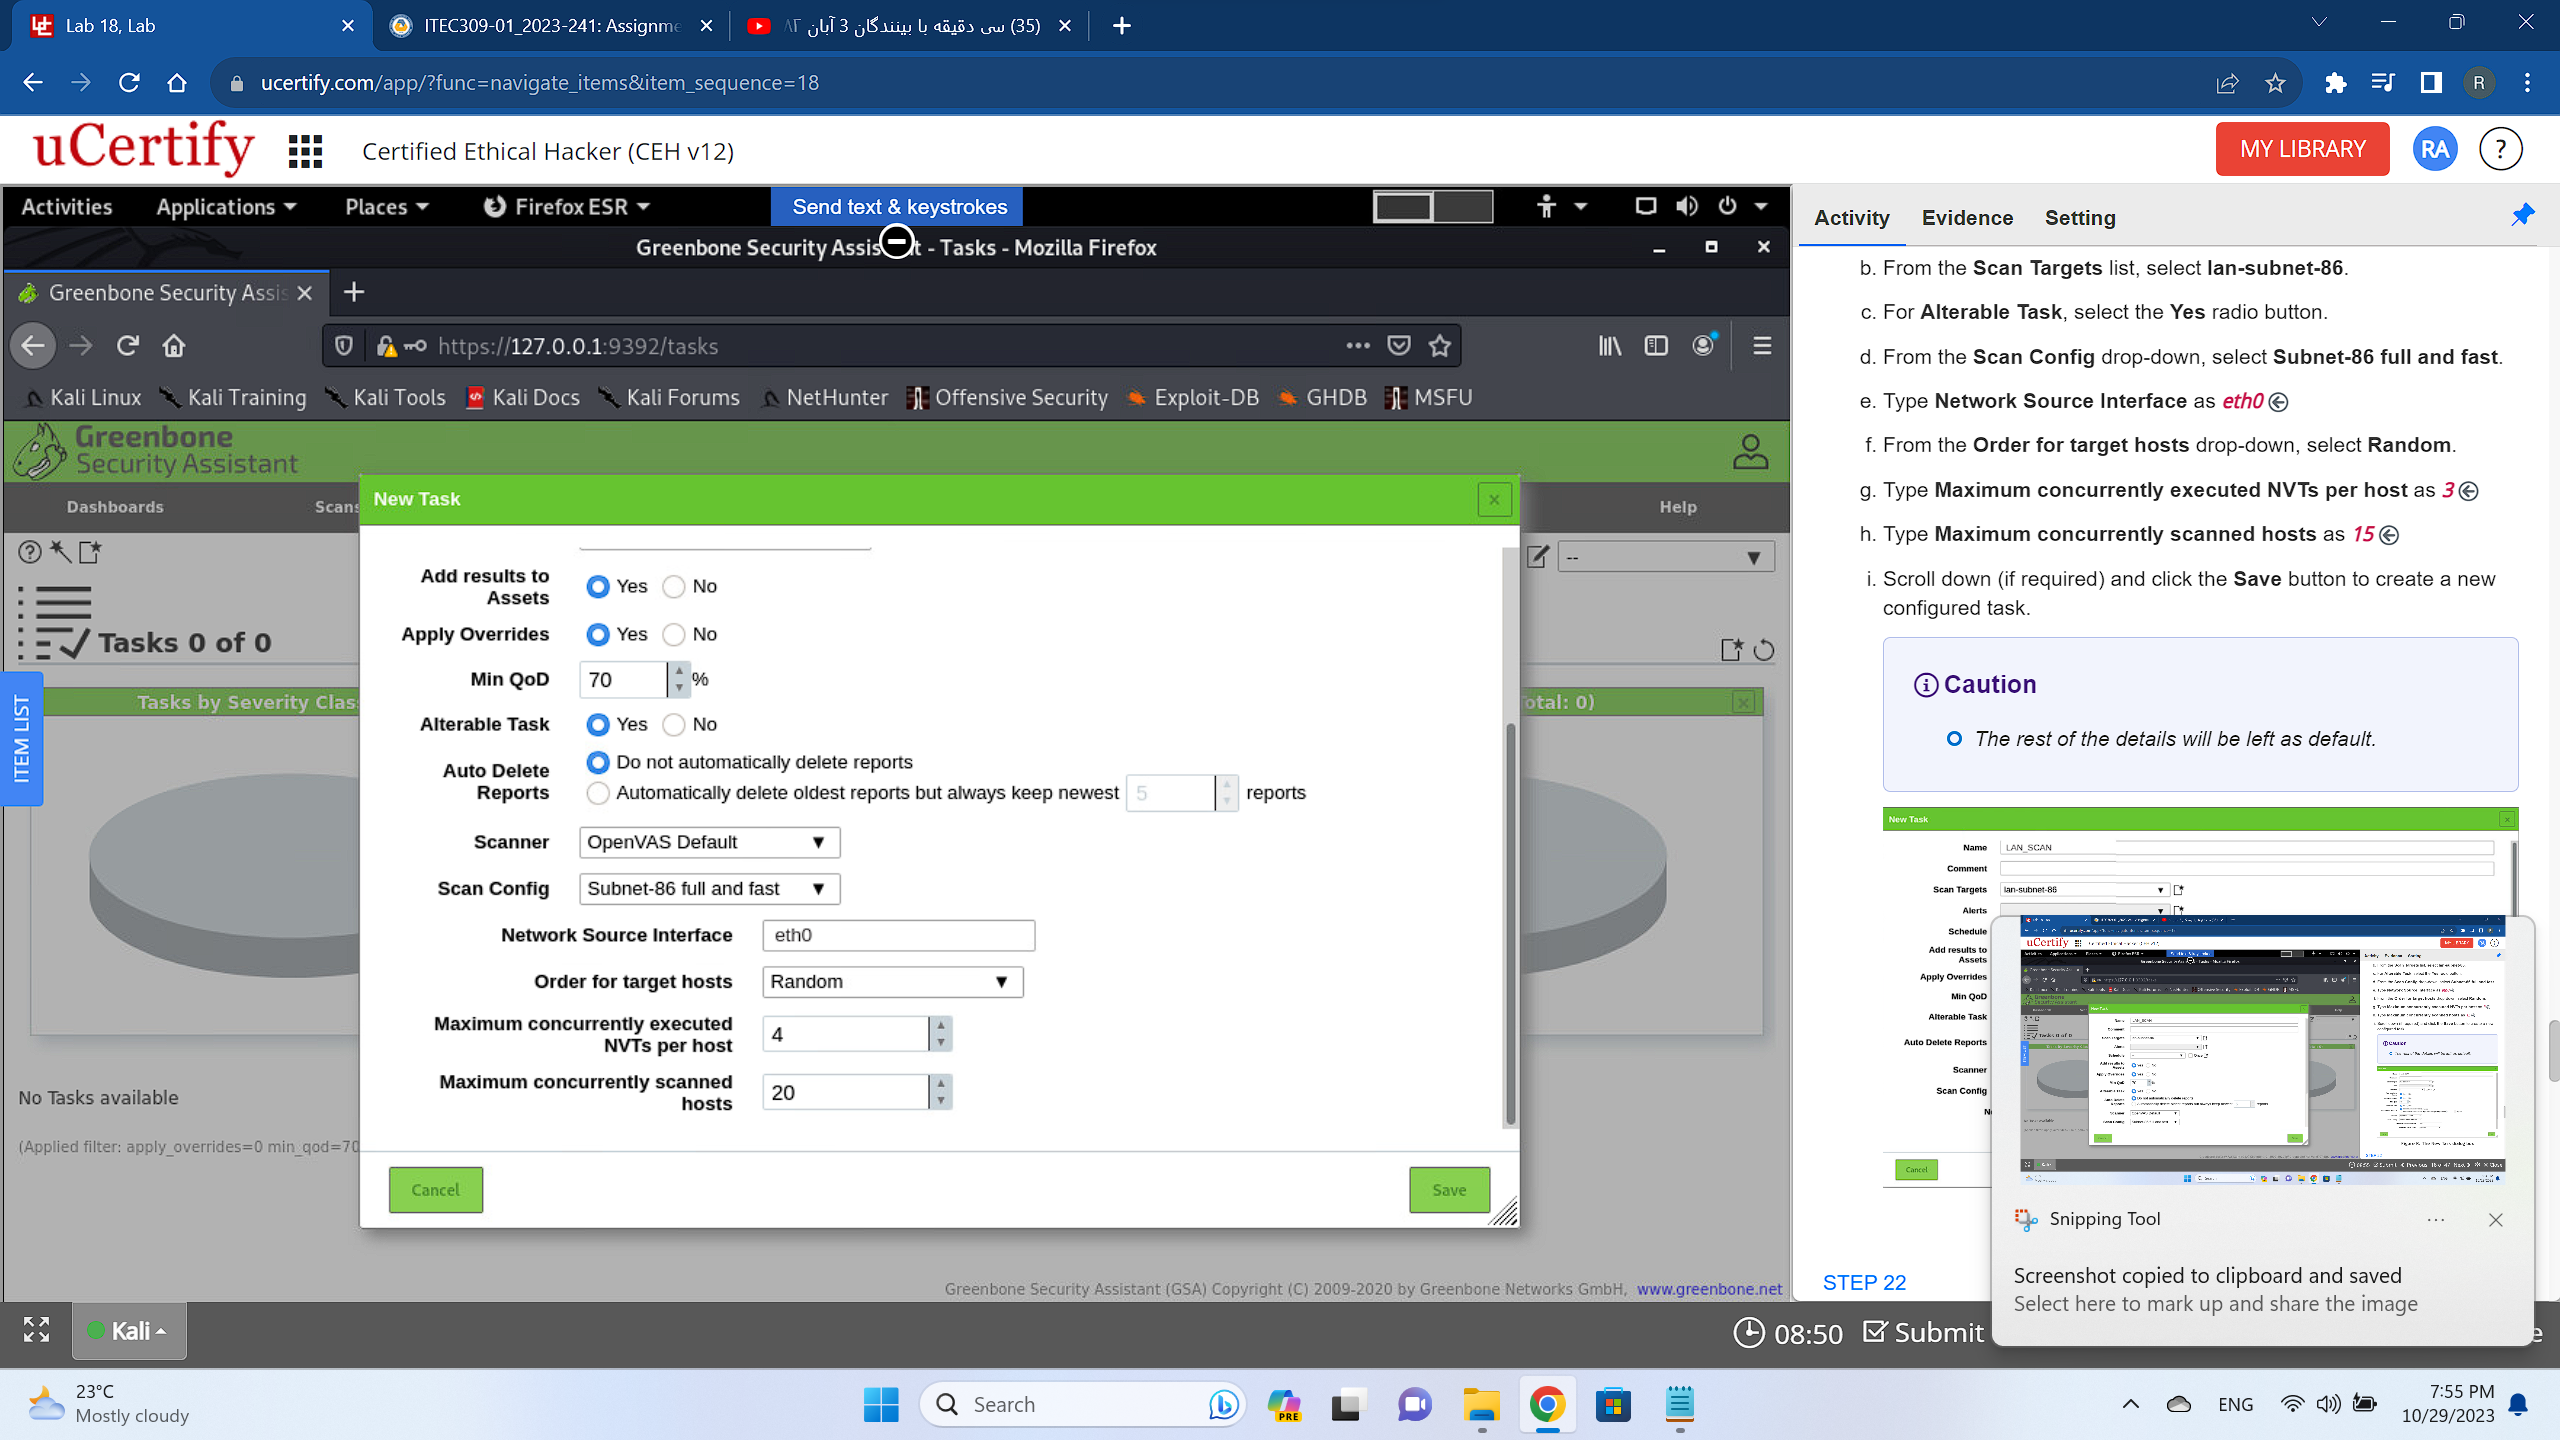 Lab 18, Lab
ITEC309-01_2023-241: Assignme
(35) سی دقیقه با بینندگان 3 آبان
ucertify.com/app/?func=navigate_items&item_sequence=18
R
uCertify
Certified Ethical Hacker (CEH v12)
MY LIBRARY
RA
?
Activities
Applications
Places
Firefox ESR
Send text & keystrokes
Greenbone Security Assis t - Tasks - Mozilla Firefox
Greenbone Security Assis
https://127.0.0.1:9392/tasks
Kali Linux
Kali Training
Kali Tools
Kali Docs
Kali Forums
NetHunter
Offensive Security
Exploit-DB
GHDB
MSFU
Greenbone
Security Assistant
Dashboards
Scans
Help
--
Tasks 0 of 0
Tasks by Severity Clas
otal: 0)
ITEM LIST
New Task
Add results to
Assets
Yes
No
Apply Overrides
Yes
No
Min QoD
70
%
Alterable Task
Yes
No
Auto Delete
Reports
Do not automatically delete reports
Automatically delete oldest reports but always keep newest 5 reports
Scanner
OpenVAS Default
Scan Config
Subnet-86 full and fast
Network Source Interface
eth0
Order for target hosts
Random
Maximum concurrently executed
NVTs per host
4
Maximum concurrently scanned
hosts
20
Cancel
Save
No Tasks available
(Applied filter: apply_overrides=0 min_qod=70
Greenbone Security Assistant (GSA) Copyright (C) 2009-2020 by Greenbone Networks GmbH, www.greenbone.net
Activity
Evidence
Setting
b. From the Scan Targets list, select lan-subnet-86.
c. For Alterable Task, select the Yes radio button.
d. From the Scan Config drop-down, select Subnet-86 full and fast.
e. Type Network Source Interface as eth0
f. From the Order for target hosts drop-down, select Random.
g. Type Maximum concurrently executed NVTs per host as 3
h. Type Maximum concurrently scanned hosts as 15
i. Scroll down (if required) and click the Save button to create a new
configured task.
Caution
The rest of the details will be left as default.
New Task
Name
LAN_SCAN
Comment
Scan Targets
lan-subnet-86
Alerts
Schedule
Add results to
Assets
Apply Overrides
Min QoD
Alterable Task
Auto Delete Reports
Scanner
Scan Config
Cancel
Snipping Tool
Screenshot copied to clipboard and saved
Select here to mark up and share the image
STEP 22
Kali
08:50
Submit
e
23°C
Mostly cloudy
Search
PRE
ENG
7:55 PM
10/29/2023